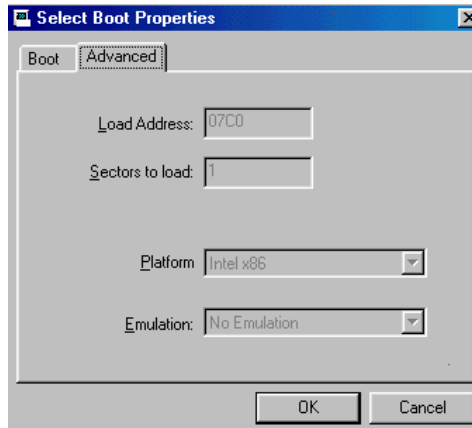 Select Boot Properties
Boot Advanced
Load Address: 07C0
Sectors to load: 1
Platform Intel x86
Emulation: No Emulation
OK Cancel